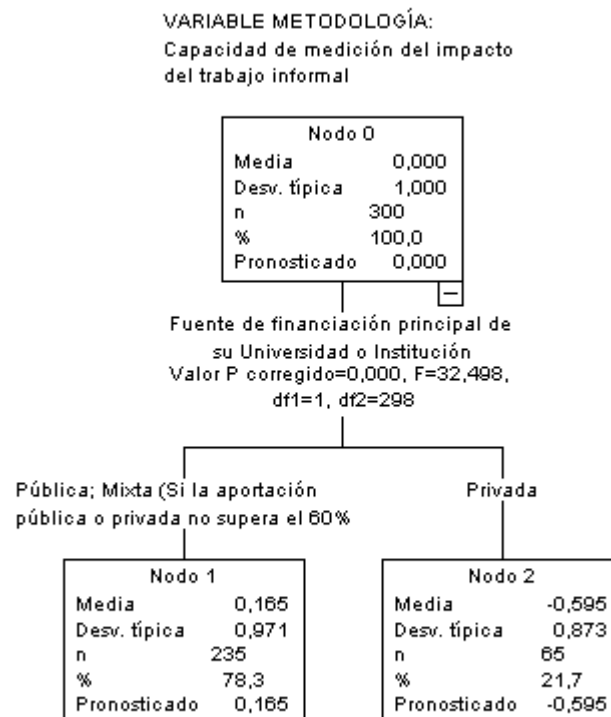 VARIABLE METODOLOGÍA:
Capacidad de medición del impacto
del trabajo informal
Nodo 0
Media 0,000
Desv. típica 1,000
n 300
% 100,0
Pronosticado 0,000
Fuente de financiación principal de
su Universidad o Institución
Valor P corregido=0,000, F=32,498,
df1=1, df2=298
Pública; Mixta (Si la aportación
pública o privada no supera el 60%
Privada
Nodo 1
Media 0,165
Desv. típica 0,971
n 235
% 78,3
Pronosticado 0,165
Nodo 2
Media -0,595
Desv. típica 0,873
n 65
% 21,7
Pronosticado -0,595